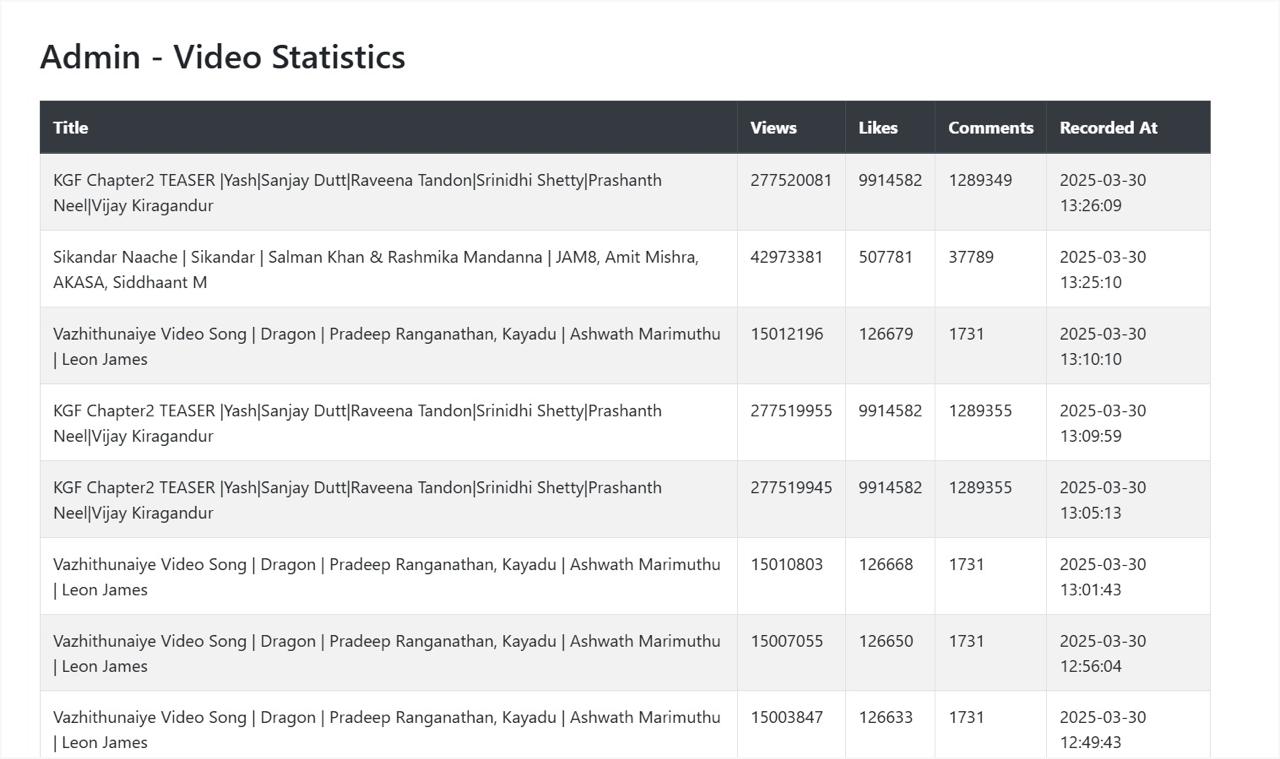 Admin - Video Statistics
Title Views Likes Comments Recorded At
KGF Chapter2 TEASER |Yash|Sanjay Dutt|Raveena Tandon|Srinidhi Shetty|Prashanth 277520081 9914582 1289349 2025-03-30
Neel|Vijay Kiragandur 13:26:09
Sikandar Naache | Sikandar | Salman Khan & Rashmika Mandanna | JAM8, Amit Mishra, 42973381 507781 37789 2025-03-30
AKASA, Siddhaant M 13:25:10
Vazhithunaiye Video Song | Dragon | Pradeep Ranganathan, Kayadu | Ashwath Marimuthu 15012196 126679 1731 2025-03-30
| Leon James 13:10:10
KGF Chapter2 TEASER |Yash|Sanjay Dutt|Raveena Tandon|Srinidhi Shetty|Prashanth 277519955 9914582 1289355 2025-03-30
Neel|Vijay Kiragandur 13:09:59
KGF Chapter2 TEASER |Yash|Sanjay Dutt|Raveena Tandon|Srinidhi Shetty|Prashanth 277519945 9914582 1289355 2025-03-30
Neel|Vijay Kiragandur 13:05:13
Vazhithunaiye Video Song | Dragon | Pradeep Ranganathan, Kayadu | Ashwath Marimuthu 15010803 126668 1731 2025-03-30
| Leon James 13:01:43
Vazhithunaiye Video Song | Dragon | Pradeep Ranganathan, Kayadu | Ashwath Marimuthu 15007055 126650 1731 2025-03-30
| Leon James 12:56:04
Vazhithunaiye Video Song | Dragon | Pradeep Ranganathan, Kayadu | Ashwath Marimuthu 15003847 126633 1731 2025-03-30
| Leon James 12:49:43